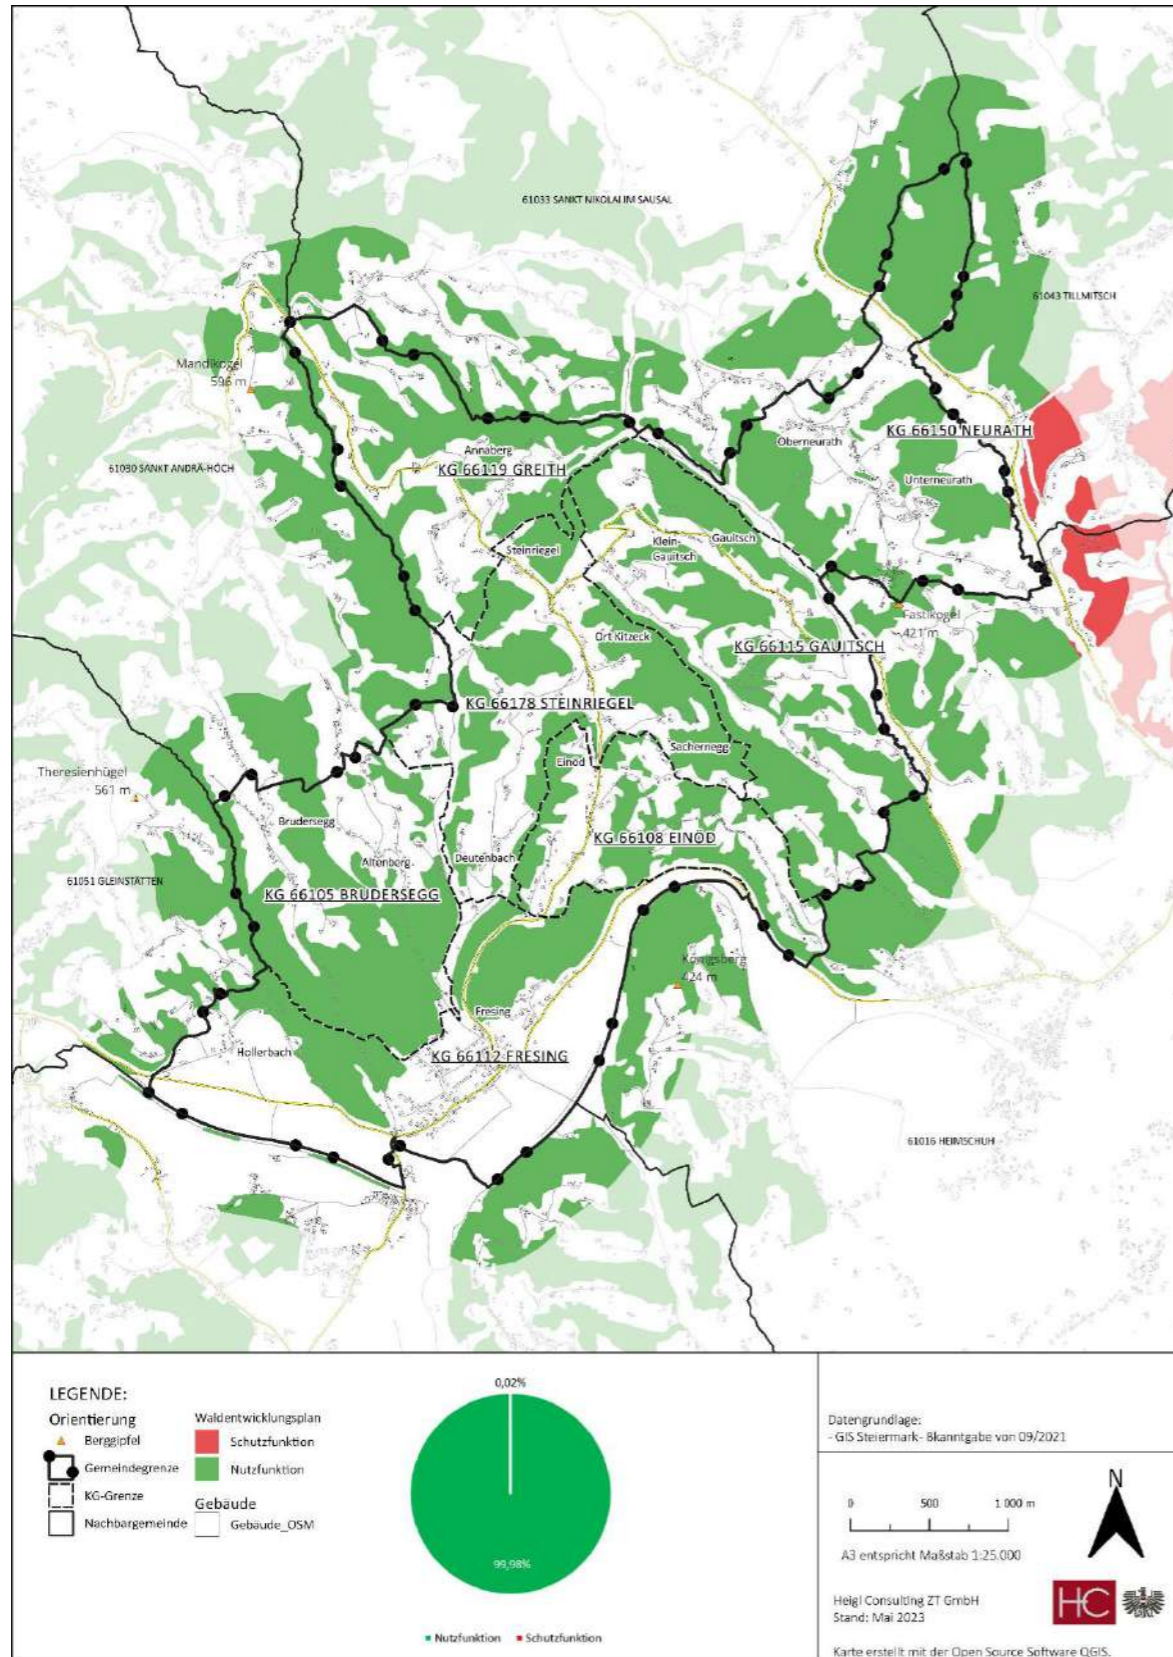 61033 SANKT NIKOLAI IM SAUSAL
61043 TILLMITSCH
Mandlkogel
596 m
KG 66150 NEURATH
Oberneurath
Annaberg
KG 66119 GREITH
61030 SANKT ANDRÄ-HÖCH
Unterneurath
Steinriegel
Klein-
Gauitsch
Gauitsch
Fastlkogel
421 m
Ort Kitzeck
KG 66115 GAUITSCH
KG 66178 STEINRIEGEL
Sachernegg
Einöd
Theresienhügel
561 m
Brudersegg
KG 66108 EINÖD
Altenberg
Deutenbach
61051 GLEINSTÄTTEN
KG 66105 BRUDERSEGG
Königsberg
424 m
Fresing
Hollerbach
KG 66112 FRESING
61016 HEIMSCHUH
LEGENDE:
Orientierung
Berggipfel
Gemeindegrenze
KG-Grenze
Nachbargemeinde
Waldentwicklungsplan
Schutzfunktion
Nutzfunktion
Gebäude
Gebäude_OSM
0,02%
99,98%
Nutzfunktion Schutzfunktion
Datengrundlage:
- GIS Steiermark- Bkanntgabe von 09/2021
0 500 1 000 m
N
A3 entspricht Maßstab 1:25.000
Heigl Consulting ZT GmbH
Stand: Mai 2023
HC
Karte erstellt mit der Open Source Software QGIS.